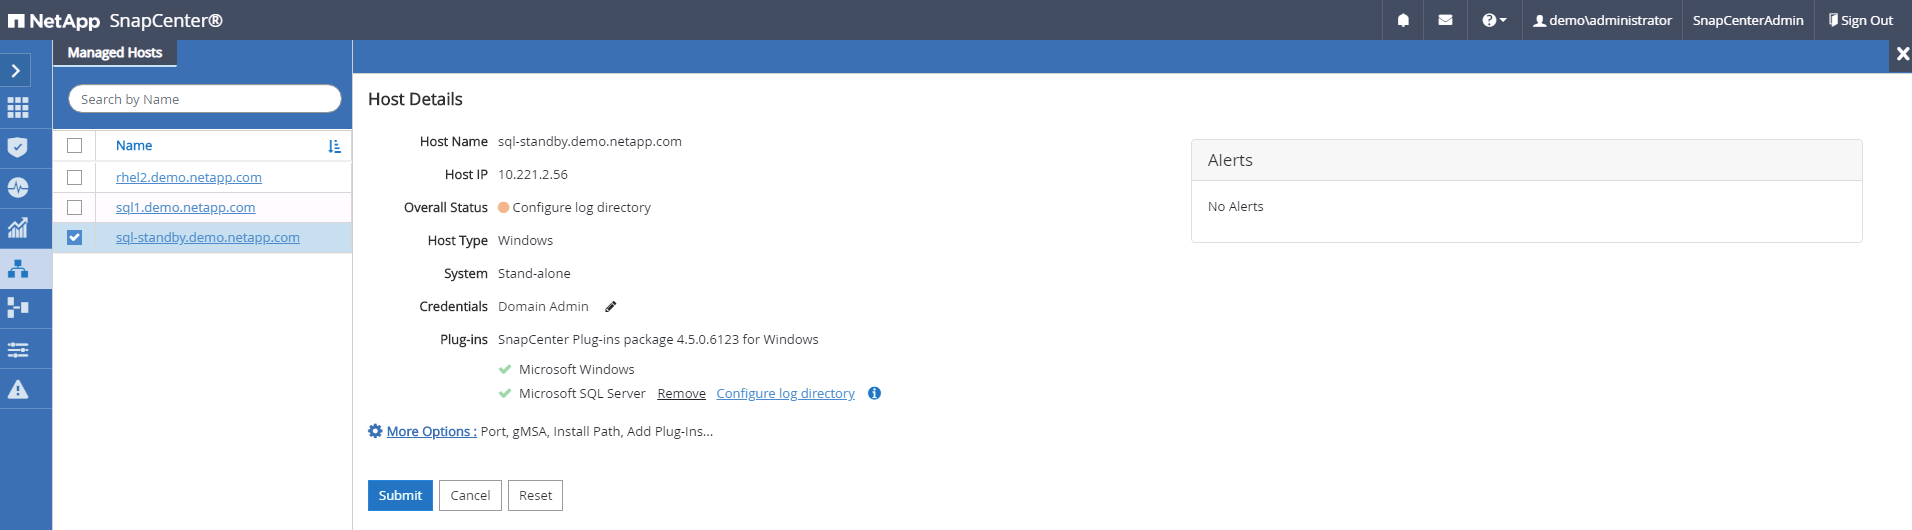 NetApp SnapCenter®
demo\administrator SnapCenterAdmin Sign Out
Managed Hosts
Search by Name
Name
rhel2.demo.netapp.com
sql1.demo.netapp.com
sql-standby.demo.netapp.com
Host Details
Host Name sql-standby.demo.netapp.com
Host IP 10.221.2.56
Overall Status Configure log directory
Host Type Windows
System Stand-alone
Credentials Domain Admin
Plug-ins SnapCenter Plug-ins package 4.5.0.6123 for Windows
Microsoft Windows
Microsoft SQL Server Remove Configure log directory
More Options : Port, gMSA, Install Path, Add Plug-Ins...
Submit Cancel Reset
Alerts
No Alerts